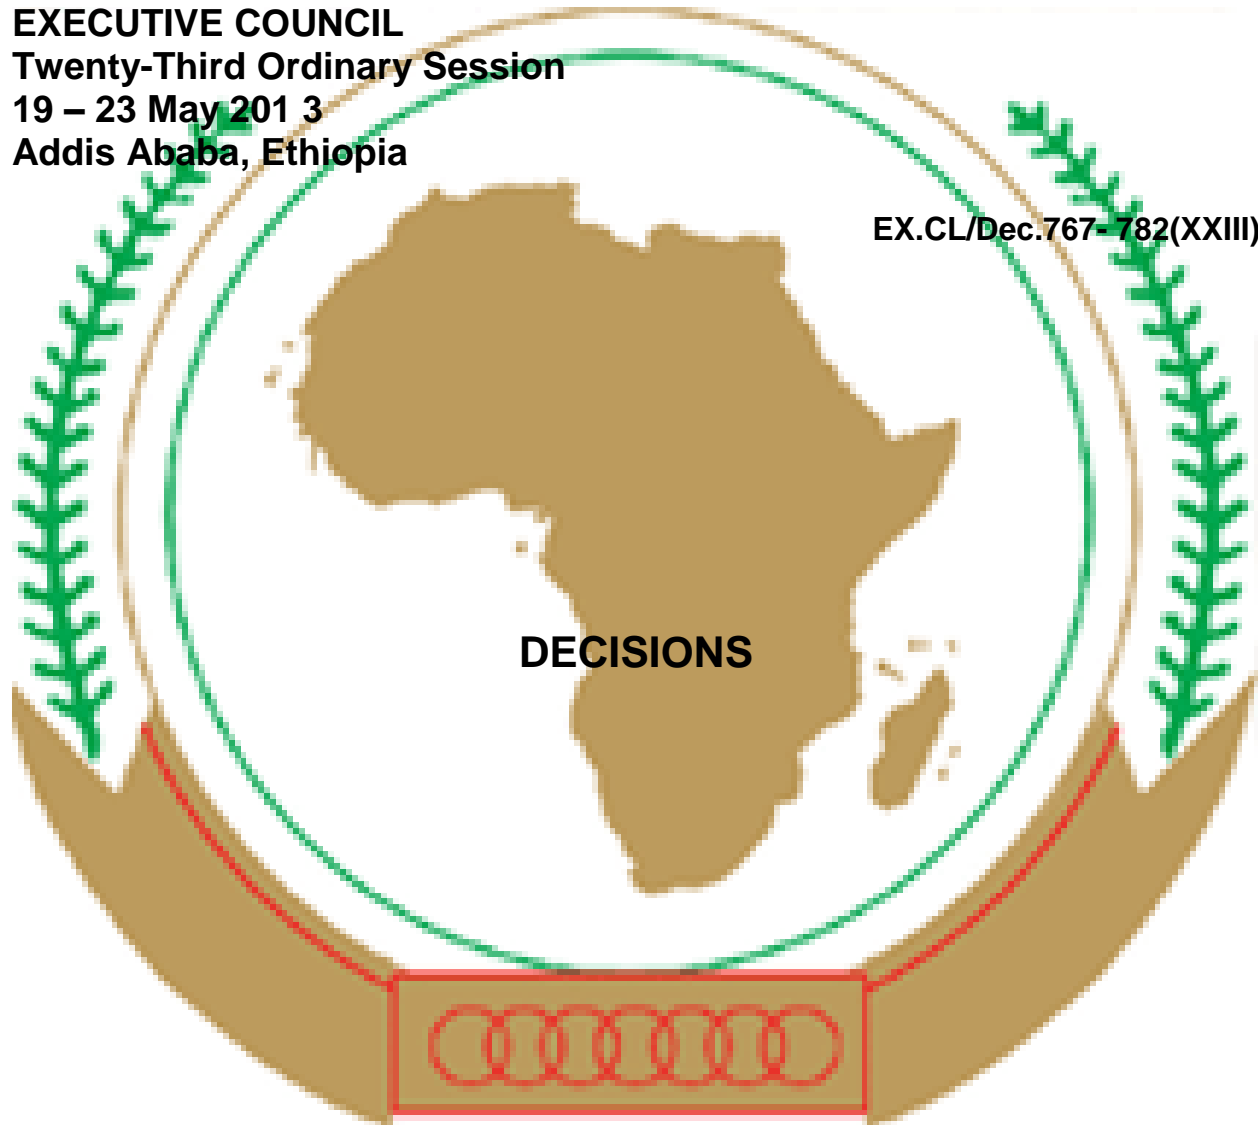 EXECUTIVE COUNCIL
Twenty-Third Ordinary Session
19 – 23 May 201 3
Addis Ababa, Ethiopia
EX.CL/Dec.767- 782(XXIII)
DECISIONS